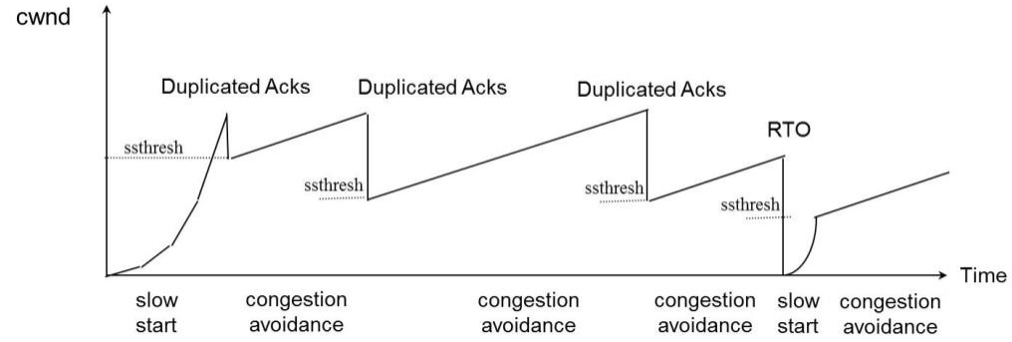 cwnd
Duplicated Acks
Duplicated Acks
Duplicated Acks
RTO
ssthresh
ssthresh
ssthresh
ssthresh
Time
slow
start
congestion
avoidance
congestion
avoidance
congestion
avoidance
slow
start
congestion
avoidance